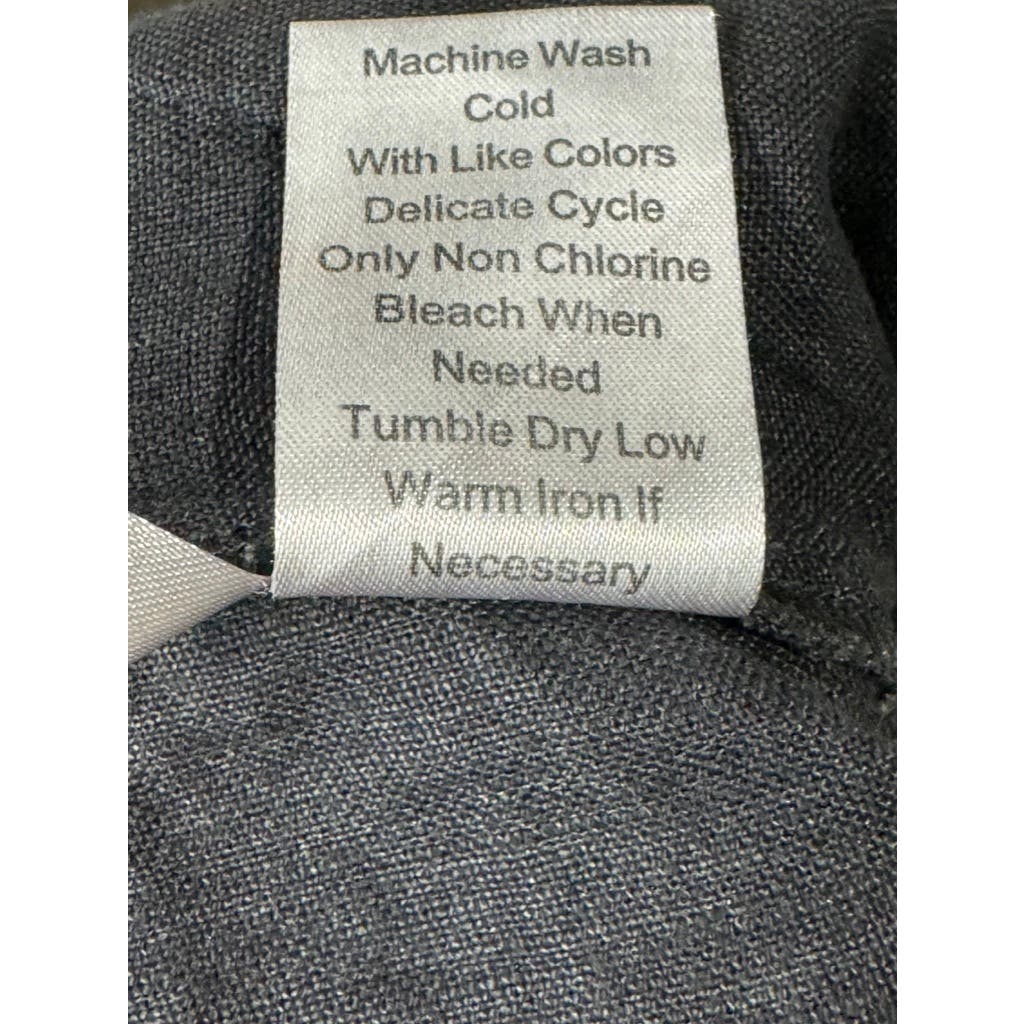 Machine Wash
Cold
With Like Colors
Delicate Cycle
Only Non Chlorine
Bleach When
Needed
Tumble Dry Low
Warm Iron If
Necessary